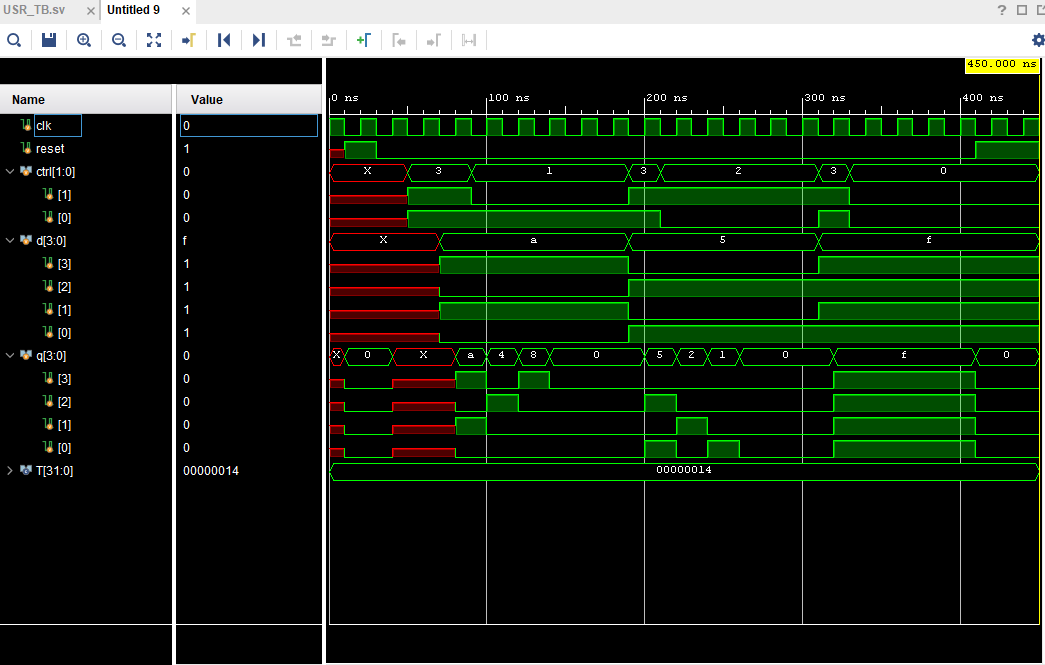 USR_TB.sv × Untitled 9 ×
?
450.000 ns
Name Value
0 ns 100 ns 200 ns 300 ns 400 ns
clk 0
reset 1
ctrl[1:0] 0 X 3 1 3 2 3 0
[1] 0
[0] 0
d[3:0] f X a 5 f
[3] 1
[2] 1
[1] 1
[0] 1
q[3:0] 0 X 0 X a 4 8 0 5 2 1 0 f 0
[3] 0
[2] 0
[1] 0
[0] 0
T[31:0] 00000014 00000014